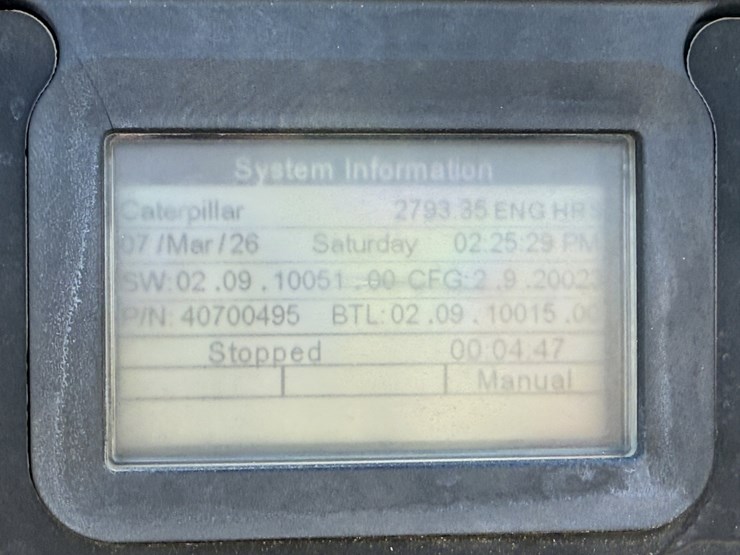 System Information
Caterpillar 2793.35 ENG HRS
07/Mar/26 Saturday 02:25:29 PM
SW:02.09.10051.00 CFG:2.9.20023
P/N: 40700495 BTL:02.09.10015.00
Stopped 00:04:47
Manual